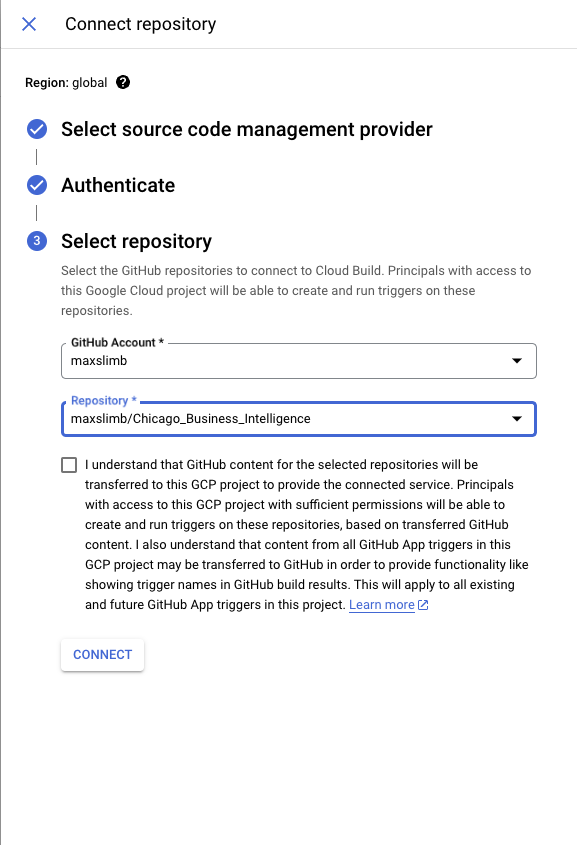 Connect repository
Region: global ?
Select source code management provider
Authenticate
3 Select repository
Select the GitHub repositories to connect to Cloud Build. Principals with access to
this Google Cloud project will be able to create and run triggers on these
repositories.
GitHub Account *
maxslimb
Repository *
maxslimb/Chicago_Business_Intelligence
I understand that GitHub content for the selected repositories will be
transferred to this GCP project to provide the connected service. Principals
with access to this GCP project with sufficient permissions will be able to
create and run triggers on these repositories, based on transferred GitHub
content. I also understand that content from all GitHub App triggers in this
GCP project may be transferred to GitHub in order to provide functionality like
showing trigger names in GitHub build results. This will apply to all existing
and future GitHub App triggers in this project. Learn more
CONNECT